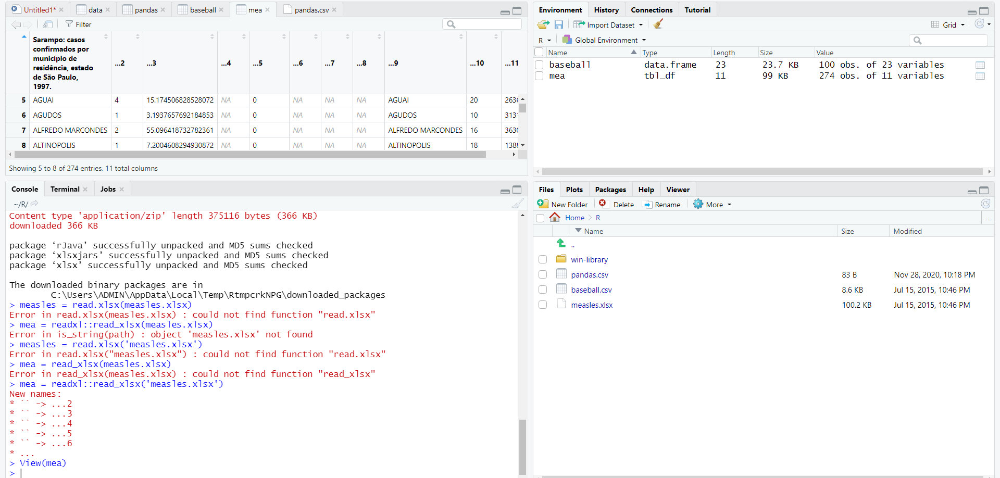 Untitled1*
data
pandas
baseball
mea
pandas.csv
Filter
Sarampo: casos confirmados por município de residência, estado de São Paulo, 1997. ...2 ...3 ...4 ...5 ...6 ...7 ...8 ...9 ...10 ...11
5 AGUAI 4 15.174506828528072 NA 0 NA NA NA AGUAI 20 2636
6 AGUDOS 1 3.1937657692184853 NA 0 NA NA NA AGUDOS 10 3131
7 ALFREDO MARCONDES 2 55.096418732782361 NA 0 NA NA NA ALFREDO MARCONDES 16 3630
8 ALTINOPOLIS 1 7.2004608294930872 NA 0 NA NA NA ALTINOPOLIS 18 1388
Showing 5 to 8 of 274 entries, 11 total columns
Console Terminal Jobs
~/R/
Content type 'application/zip' length 375116 bytes (366 KB)
downloaded 366 KB
package ‘rJava’ successfully unpacked and MD5 sums checked
package ‘xlsxjars’ successfully unpacked and MD5 sums checked
package ‘xlsx’ successfully unpacked and MD5 sums checked
The downloaded binary packages are in
C:\Users\ADMIN\AppData\Local\Temp\RtmpcrkNPG\downloaded_packages
> measles = read.xlsx(measles.xlsx)
Error in read.xlsx(measles.xlsx) : could not find function "read.xlsx"
> mea = readxl::read_xlsx(measles.xlsx)
Error in is_string(path) : object 'measles.xlsx' not found
> measles = read.xlsx('measles.xlsx')
Error in read.xlsx("measles.xlsx") : could not find function "read.xlsx"
> mea = read_xlsx(measles.xlsx)
Error in read_xlsx(measles.xlsx) : could not find function "read_xlsx"
> mea = readxl::read_xlsx('measles.xlsx')
New names:
* `` -> ...2
* `` -> ...3
* `` -> ...4
* `` -> ...5
* `` -> ...6
* ...
> View(mea)
>
Environment History Connections Tutorial
Import Dataset Grid
R Global Environment
Name Type Length Size Value
baseball data.frame 23 23.7 KB 100 obs. of 23 variables
mea tbl_df 11 99 KB 274 obs. of 11 variables
Files Plots Packages Help Viewer
New Folder Delete Rename More
Home R ...
Name Size Modified
..
win-library
pandas.csv 83 B Nov 28, 2020, 10:18 PM
baseball.csv 8.6 KB Jul 15, 2015, 10:46 PM
measles.xlsx 100.2 KB Jul 15, 2015, 10:46 PM